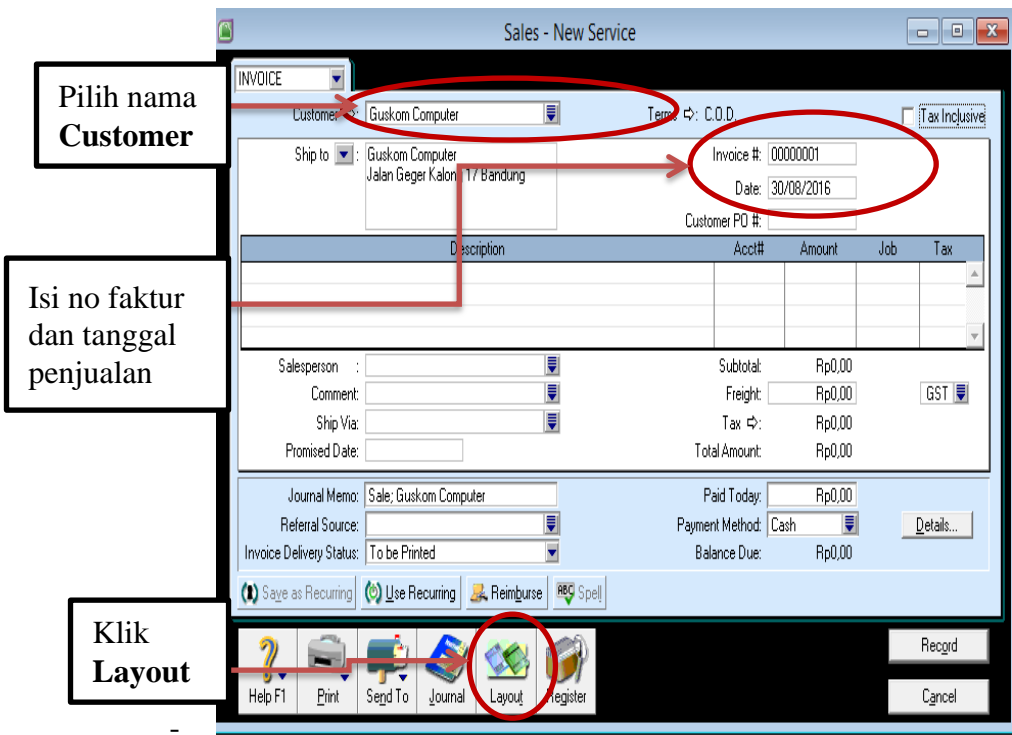 Sales - New Service
INVOICE
Pilih nama
Customer
Customer ⇨: Guskom Computer
Terms ⇨: C.O.D.
Tax Inclusive
Ship to : Guskom Computer
Jalan Geger Kalong 17 Bandung
Invoice #: 00000001
Date: 30/08/2016
Customer PO #:
Description Acct# Amount Job Tax
Isi no faktur
dan tanggal
penjualan
Salesperson :
Subtotal: Rp0,00
Comment:
Freight: Rp0,00 GST
Ship Via:
Tax ⇨: Rp0,00
Promised Date:
Total Amount: Rp0,00
Journal Memo: Sale; Guskom Computer
Paid Today: Rp0,00
Referral Source:
Payment Method: Cash
Details...
Invoice Delivery Status: To be Printed
Balance Due: Rp0,00
Save as Recurring Use Recurring Reimburse ABC Spell
Klik
Layout
Help F1 Print Send To Journal Layout Register
Record
Cancel